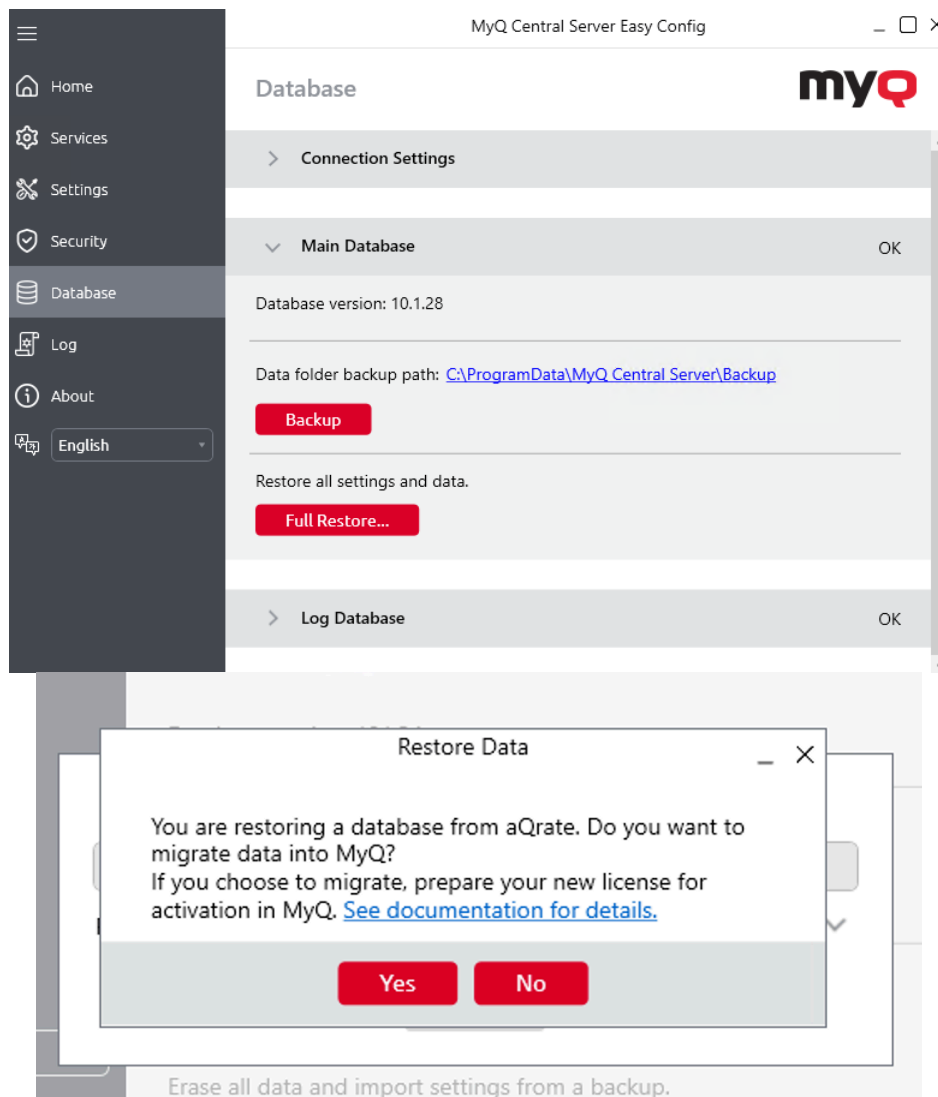 MyQ Central Server Easy Config
Home
Services
Settings
Security
Database
Log
About
English
Database
myQ
Connection Settings
Main Database
OK
Database version: 10.1.28
Data folder backup path: C:\ProgramData\MyQ Central Server\Backup
Backup
Restore all settings and data.
Full Restore...
Log Database
OK
Restore Data
You are restoring a database from aQrate. Do you want to
migrate data into MyQ?
If you choose to migrate, prepare your new license for
activation in MyQ. See documentation for details.
Yes
No
Erase all data and import settings from a backup.